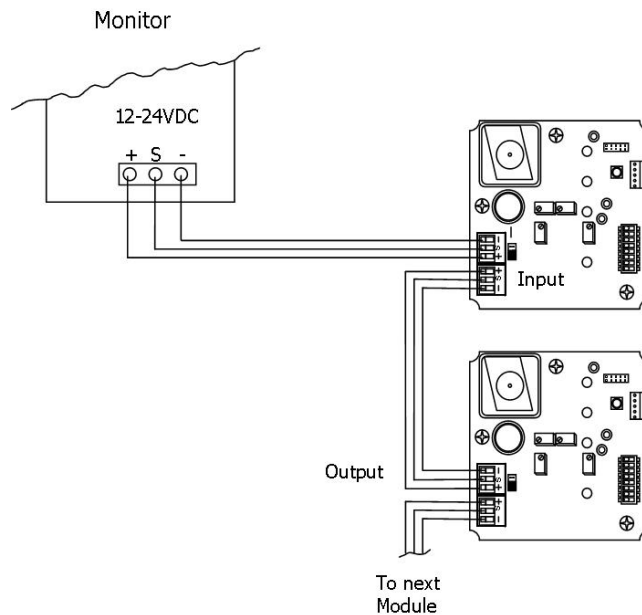 Monitor
12-24VDC
+ S -
- S +
+ S -
Input
Output
- S +
+ S -
To next
Module